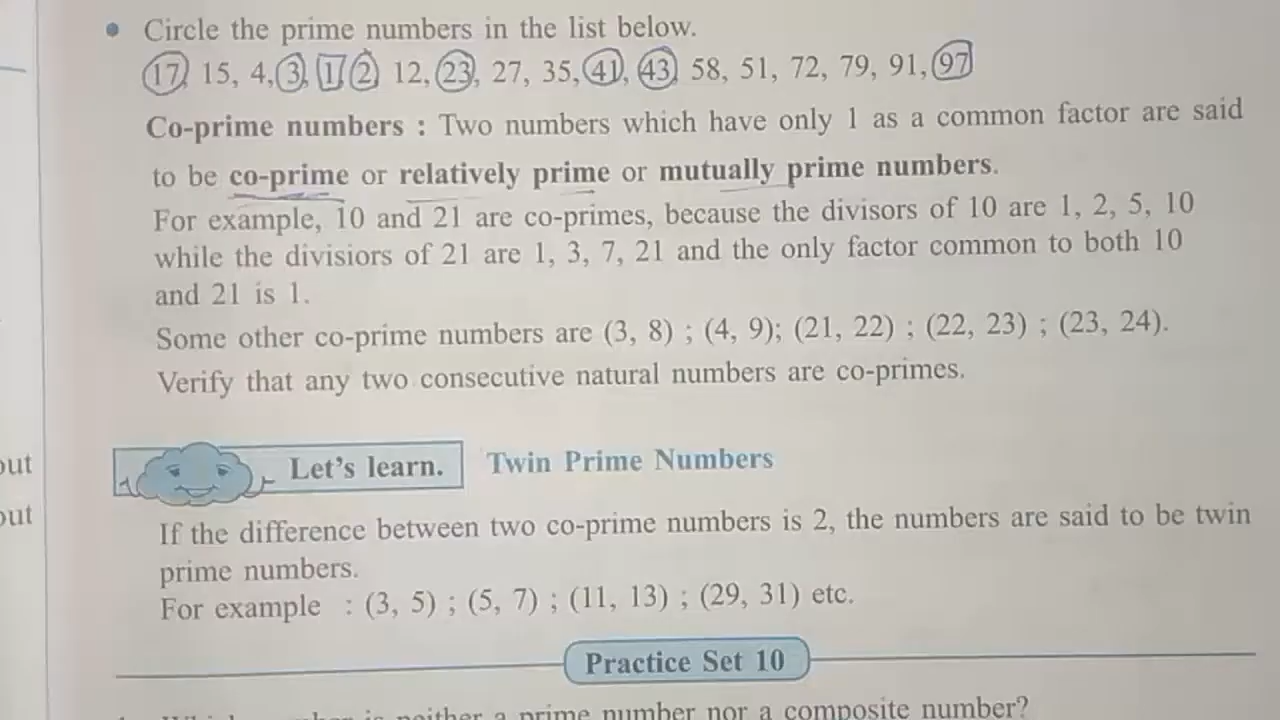 Circle the prime numbers in the list below.
17, 15, 4, 3, 1, 2, 12, 23, 27, 35, 41, 43, 58, 51, 72, 79, 91, 97
Co-prime numbers : Two numbers which have only 1 as a common factor are said
to be co-prime or relatively prime or mutually prime numbers.
For example, 10 and 21 are co-primes, because the divisors of 10 are 1, 2, 5, 10
while the divisiors of 21 are 1, 3, 7, 21 and the only factor common to both 10
and 21 is 1.
Some other co-prime numbers are (3, 8) ; (4, 9); (21, 22) ; (22, 23) ; (23, 24).
Verify that any two consecutive natural numbers are co-primes.
out
Let's learn. Twin Prime Numbers
out
If the difference between two co-prime numbers is 2, the numbers are said to be twin
prime numbers.
For example : (3, 5) ; (5, 7) ; (11, 13) ; (29, 31) etc.
Practice Set 10
neither a prime number nor a composite number?